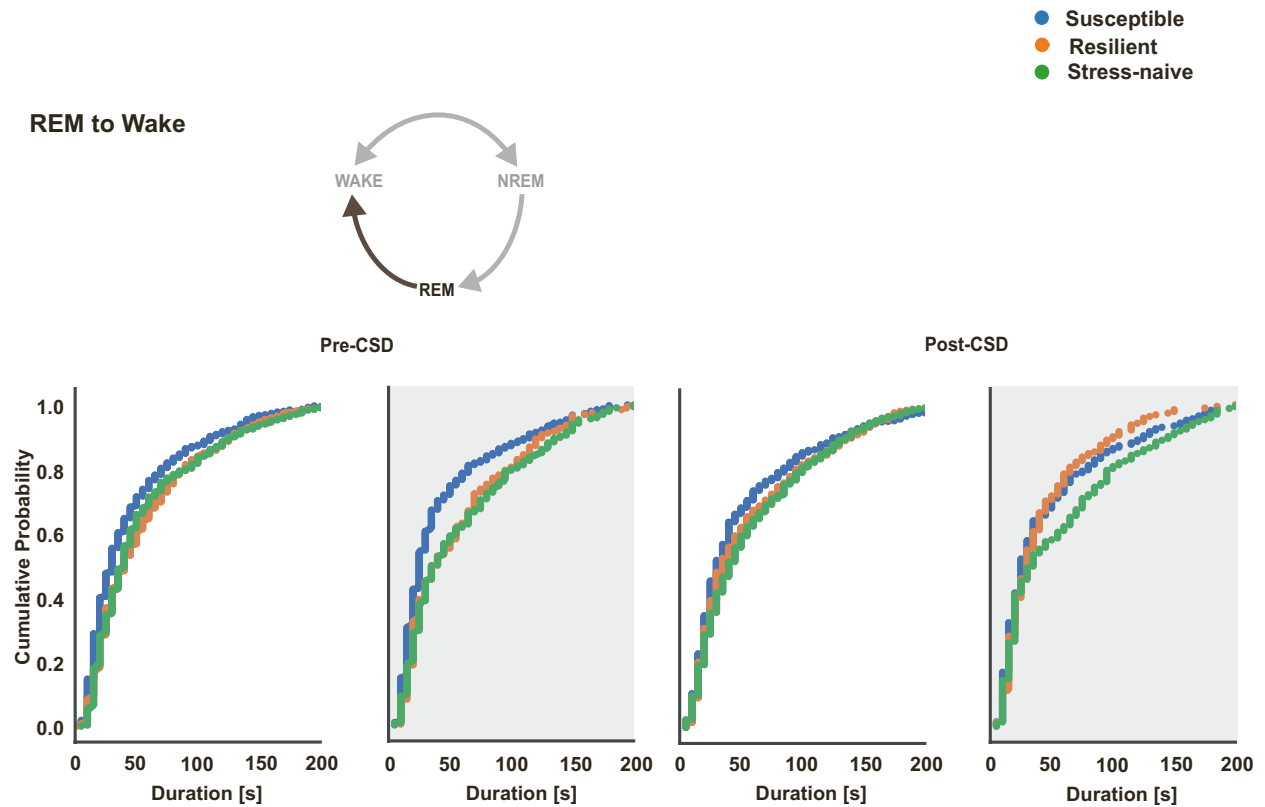 Susceptible
Resilient
Stress-naive
REM to Wake
WAKE
NREM
REM
Pre-CSD
Post-CSD
Cumulative Probability
1.0
0.8
0.6
0.4
0.2
0.0
0 50 100 150 200
0 50 100 150 200
0 50 100 150 200
0 50 100 150 200
Duration [s]
Duration [s]
Duration [s]
Duration [s]